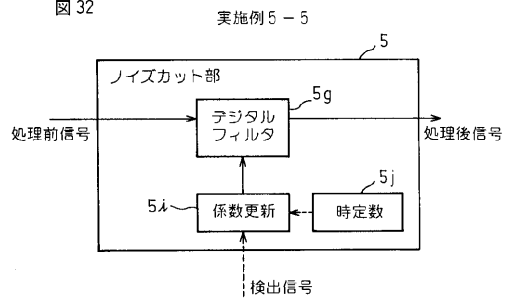 図32
実施例5-5
5
ノイズカット部
5g
デジタル
フィルタ
処理前信号
処理後信号
5j
5i
係数更新
時定数
検出信号